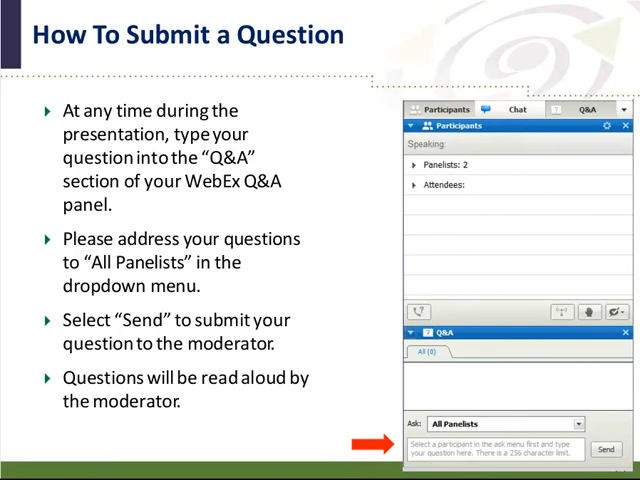 How To Submit a Question
At any time during the
presentation, type your
question into the “Q&A”
section of your WebEx Q&A
panel.
Please address your questions
to “All Panelists” in the
dropdown menu.
Select “Send” to submit your
question to the moderator.
Questions will be read aloud by
the moderator.
Participants
Chat
Q&A
Participants
Speaking:
Panelists: 2
Attendees:
Q&A
All (0)
Ask:
All Panelists
Select a participant in the ask menu first and type
your question here. There is a 256 character limit.
Send